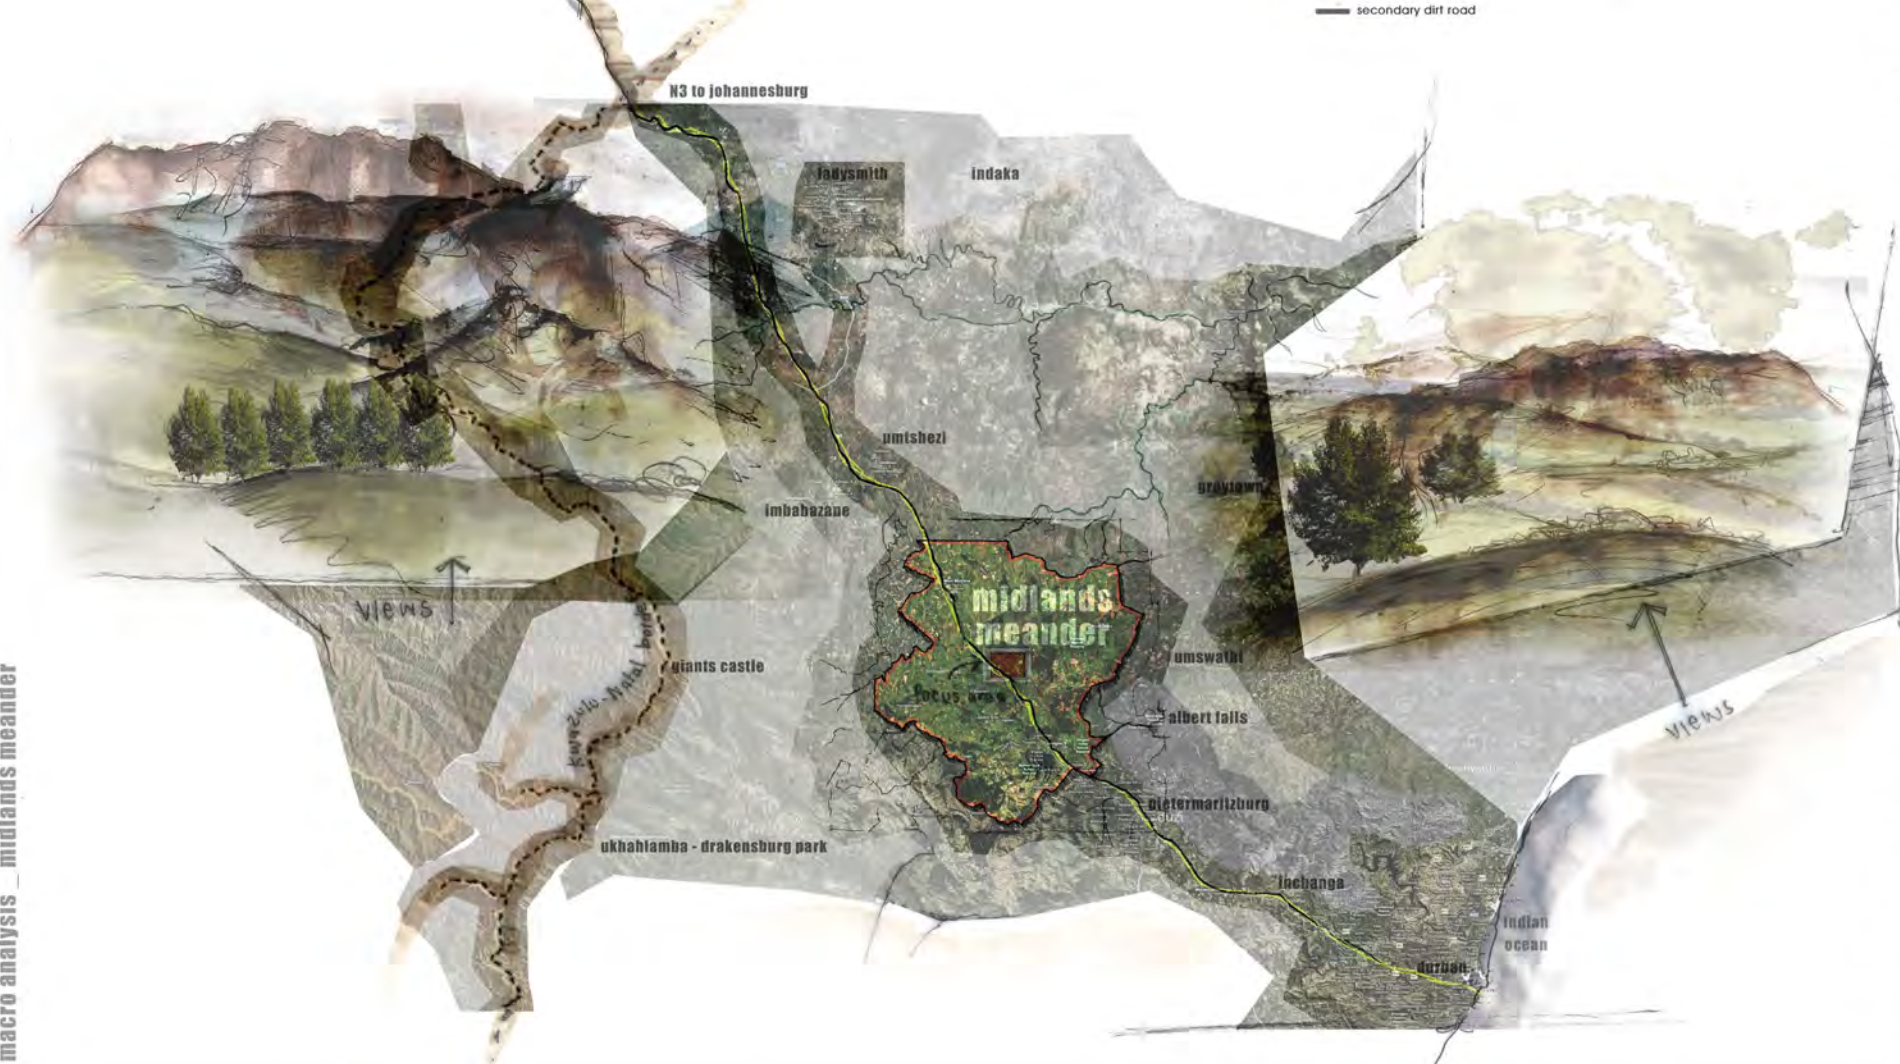 secondary dirt road
N3 to johannesburg
ladysmith
indaka
umtshezi
imbabazane
greytown
midlands
meander
views
giants castle
kwaZulu-Natal border
focus area
umswathi
albert falls
views
pietermaritzburg
duzi
ukhahlamba - drakensburg park
inchanga
indian
ocean
durban
macro analysis _ midlands meander